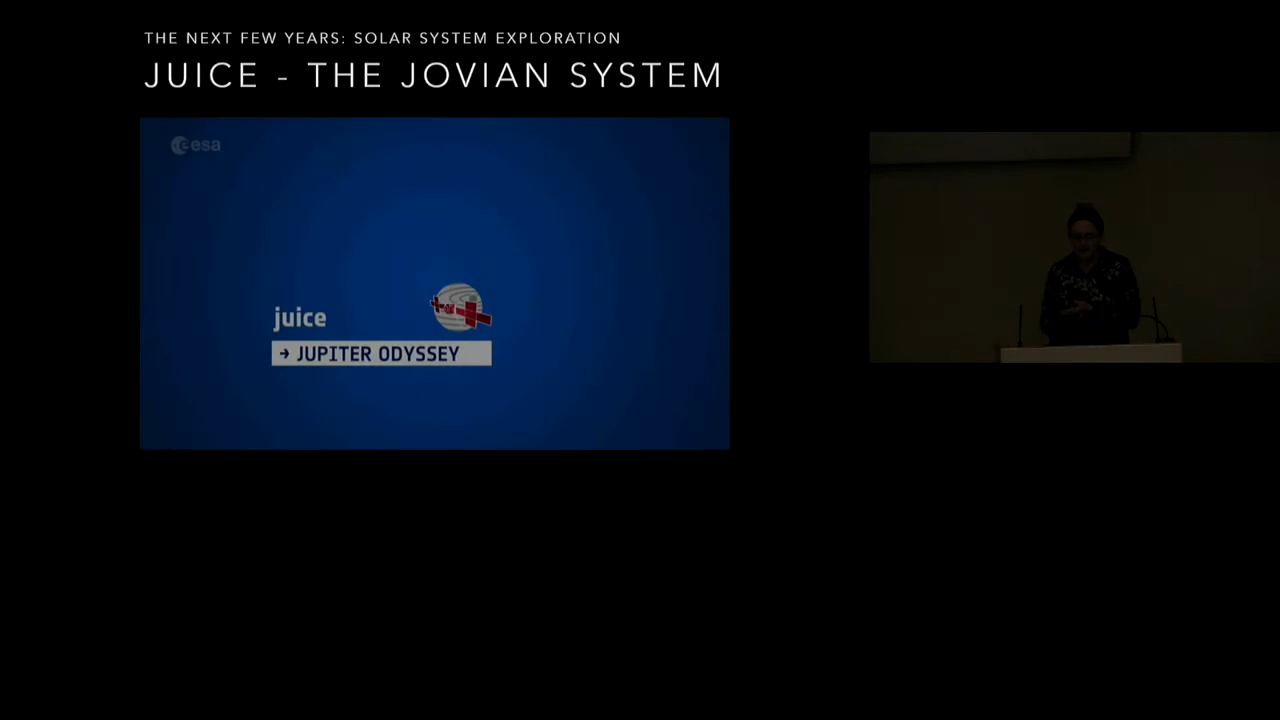 THE NEXT FEW YEARS: SOLAR SYSTEM EXPLORATION
JUICE - THE JOVIAN SYSTEM
esa
juice
→ JUPITER ODYSSEY